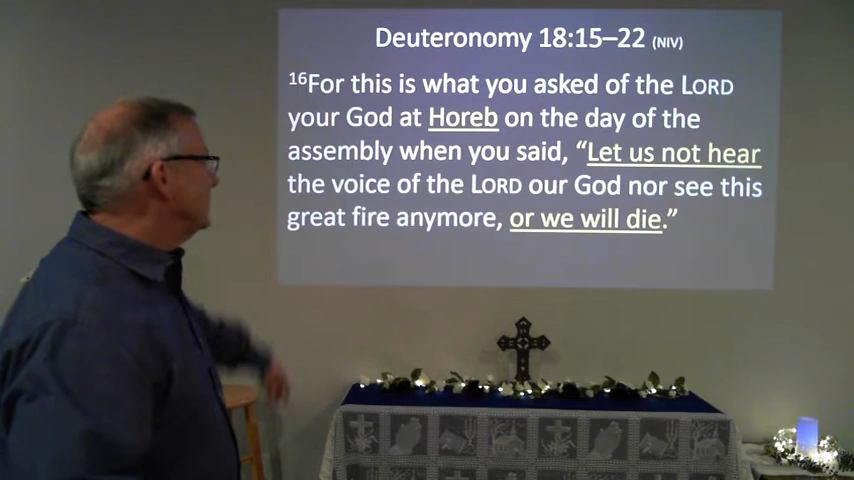 Deuteronomy 18:15–22 (NIV)
16For this is what you asked of the LORD
your God at Horeb on the day of the
assembly when you said, “Let us not hear
the voice of the LORD our God nor see this
great fire anymore, or we will die.”